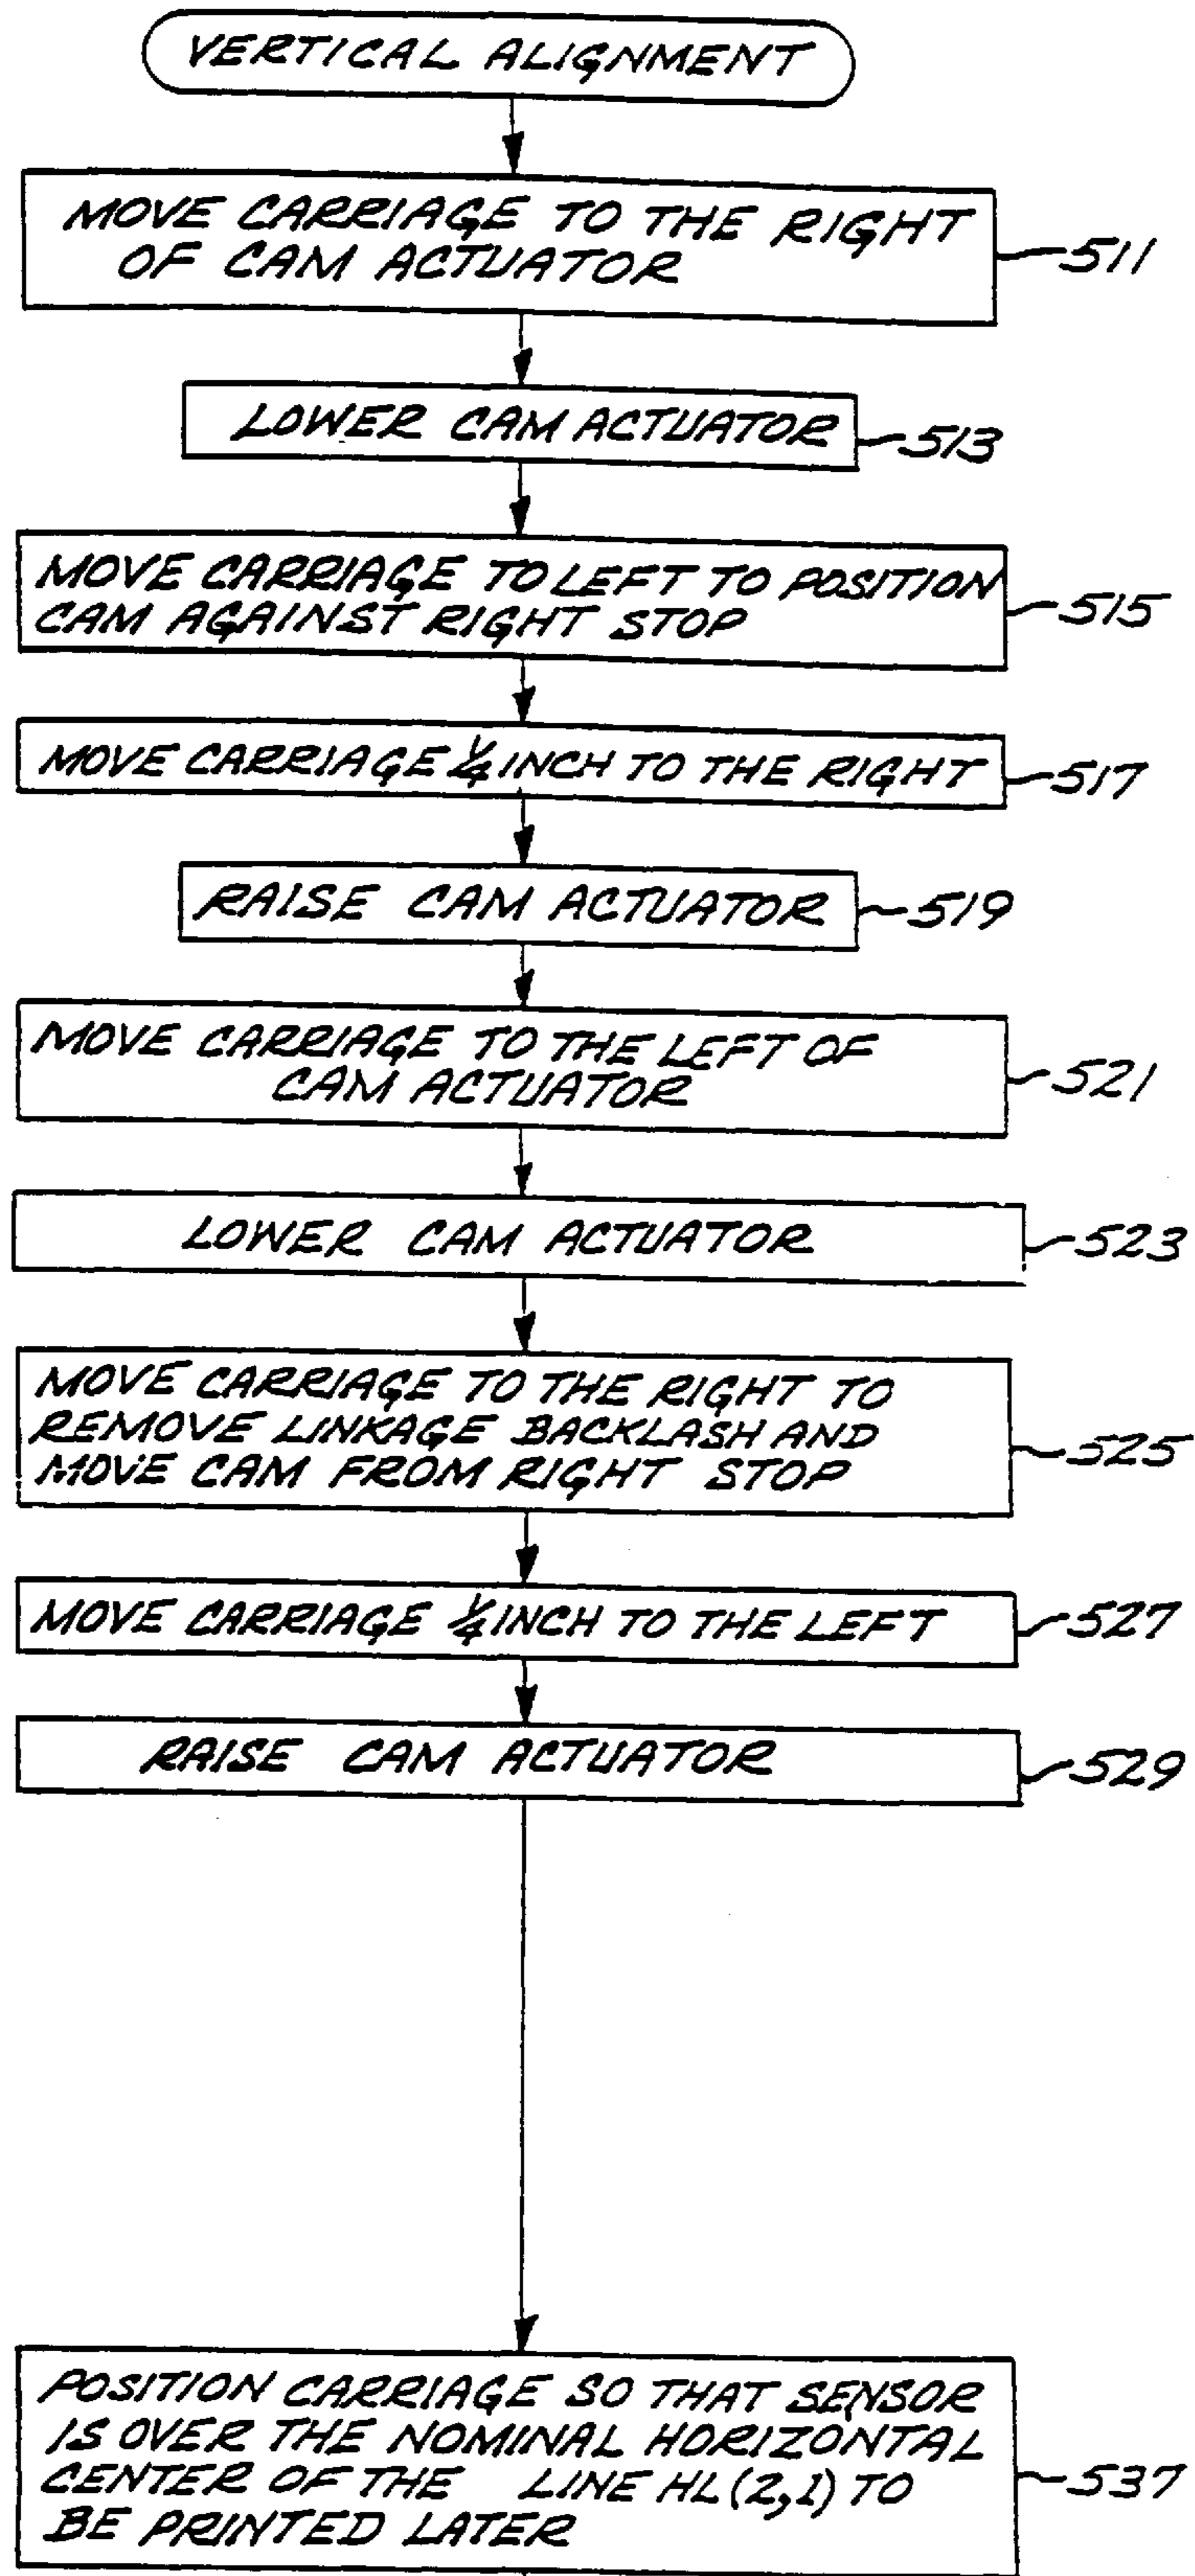 VERTICAL ALIGNMENT
MOVE CARRIAGE TO THE RIGHT
OF CAM ACTUATOR
511
LOWER CAM ACTUATOR
513
MOVE CARRIAGE TO LEFT TO POSITION
CAM AGAINST RIGHT STOP
515
MOVE CARRIAGE 1/4 INCH TO THE RIGHT
517
RAISE CAM ACTUATOR
519
MOVE CARRIAGE TO THE LEFT OF
CAM ACTUATOR
521
LOWER CAM ACTUATOR
523
MOVE CARRIAGE TO THE RIGHT TO
REMOVE LINKAGE BACKLASH AND
MOVE CAM FROM RIGHT STOP
525
MOVE CARRIAGE 1/4 INCH TO THE LEFT
527
RAISE CAM ACTUATOR
529
POSITION CARRIAGE SO THAT SENSOR
IS OVER THE NOMINAL HORIZONTAL
CENTER OF THE LINE HL(2,1) TO
BE PRINTED LATER
537